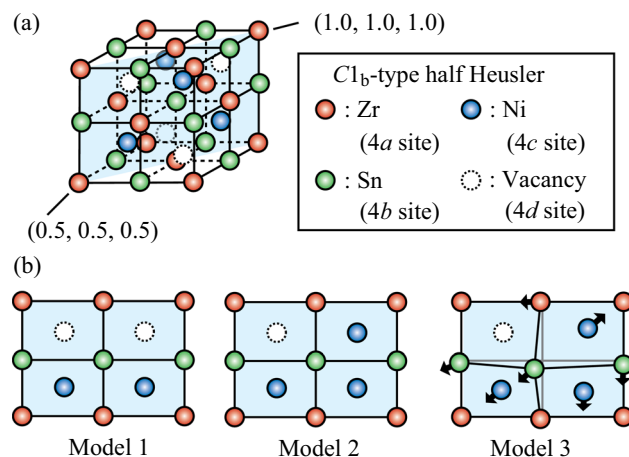 (a)
(1.0, 1.0, 1.0)
C1b-type half Heusler
: Zr
(4a site)
: Ni
(4c site)
: Sn
(4b site)
: Vacancy
(4d site)
(0.5, 0.5, 0.5)
(b)
Model 1
Model 2
Model 3